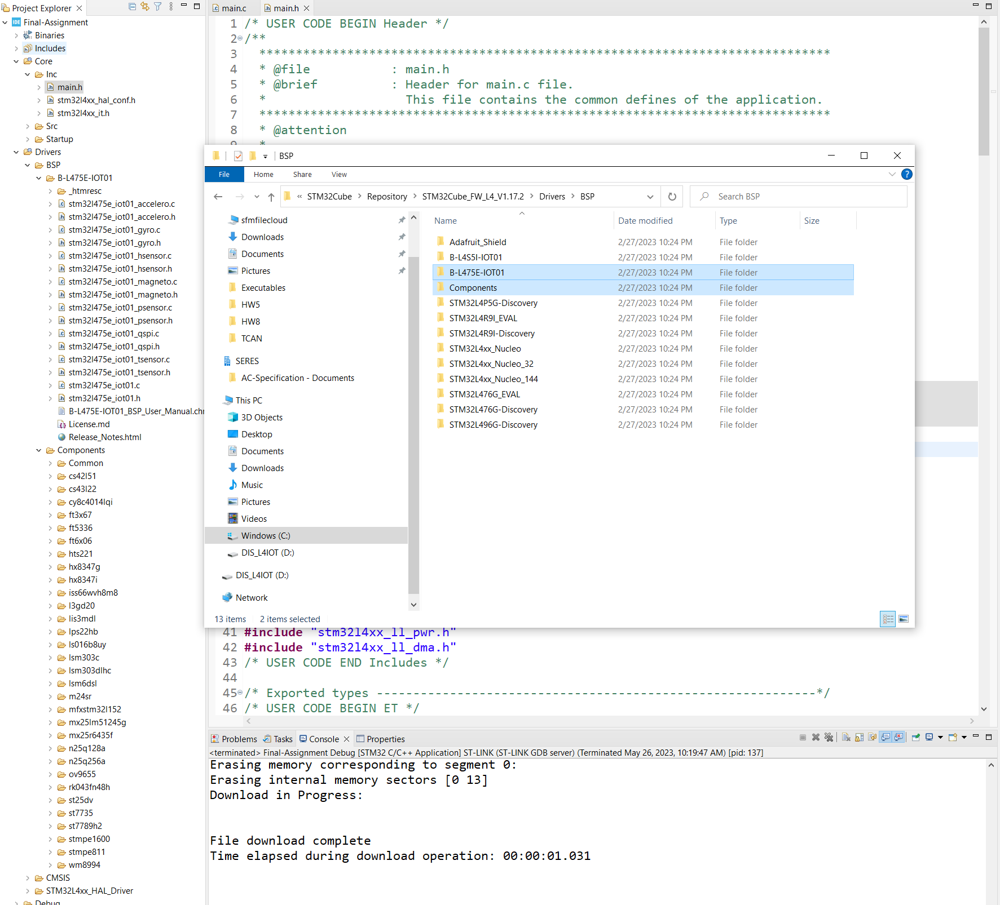 Project Explorer
Final-Assignment
Binaries
Includes
Core
Inc
main.h
stm32l4xx_hal_conf.h
stm32l4xx_it.h
Src
Startup
Drivers
BSP
B-L475E-IOT01
_htmresc
stm32l475e_iot01_accelero.c
stm32l475e_iot01_accelero.h
stm32l475e_iot01_gyro.c
stm32l475e_iot01_gyro.h
stm32l475e_iot01_hsensor.c
stm32l475e_iot01_hsensor.h
stm32l475e_iot01_magneto.c
stm32l475e_iot01_magneto.h
stm32l475e_iot01_psensor.c
stm32l475e_iot01_psensor.h
stm32l475e_iot01_qspi.c
stm32l475e_iot01_qspi.h
stm32l475e_iot01_tsensor.c
stm32l475e_iot01_tsensor.h
stm32l475e_iot01.c
stm32l475e_iot01.h
B-L475E-IOT01_BSP_User_Manual.chm
License.md
Release_Notes.html
Components
Common
cs42l51
cs43l22
cy8c4014lqi
ft3x67
ft5336
ft6x06
hts221
hx8347g
hx8347i
iss66wvh8m8
l3gd20
lis3mdl
lps22hb
ls016b8uy
lsm303c
lsm303dlhc
lsm6dsl
m24sr
mfxstm32l152
mx25lm51245g
mx25r6435f
n25q128a
n25q256a
ov9655
rk043fn48h
st25dv
st7735
st7789h2
stmpe1600
stmpe811
wm8994
CMSIS
STM32L4xx_HAL_Driver
Debug
main.c main.h
1 /* USER CODE BEGIN Header */
2 /**
3 ******************************************************************************
4 * @file : main.h
5 * @brief : Header for main.c file.
6 * This file contains the common defines of the application.
7 ******************************************************************************
8 * @attention
9 *
BSP
File Home Share View
« STM32Cube > Repository > STM32Cube_FW_L4_V1.17.2 > Drivers > BSP
Search BSP
sfmfilecloud
Downloads
Documents
Pictures
Executables
HW5
HW8
TCAN
SERES
AC-Specification - Documents
This PC
3D Objects
Desktop
Documents
Downloads
Music
Pictures
Videos
Windows (C:)
DIS_L4IOT (D:)
DIS_L4IOT (D:)
Network
Name Date modified Type Size
Adafruit_Shield 2/27/2023 10:24 PM File folder
B-L4S5I-IOT01 2/27/2023 10:24 PM File folder
B-L475E-IOT01 2/27/2023 10:24 PM File folder
Components 2/27/2023 10:24 PM File folder
STM32L4P5G-Discovery 2/27/2023 10:24 PM File folder
STM32L4R9I_EVAL 2/27/2023 10:24 PM File folder
STM32L4R9I-Discovery 2/27/2023 10:24 PM File folder
STM32L4xx_Nucleo 2/27/2023 10:24 PM File folder
STM32L4xx_Nucleo_32 2/27/2023 10:24 PM File folder
STM32L4xx_Nucleo_144 2/27/2023 10:24 PM File folder
STM32L476G_EVAL 2/27/2023 10:24 PM File folder
STM32L476G-Discovery 2/27/2023 10:24 PM File folder
STM32L496G-Discovery 2/27/2023 10:24 PM File folder
13 items 2 items selected
41 #include "stm32l4xx_ll_pwr.h"
42 #include "stm32l4xx_ll_dma.h"
43 /* USER CODE END Includes */
44
45 /* Exported types ------------------------------------------------------------*/
46 /* USER CODE BEGIN ET */
Problems Tasks Console Properties
<terminated> Final-Assignment Debug [STM32 C/C++ Application] ST-LINK (ST-LINK GDB server) (Terminated May 26, 2023, 10:19:47 AM) [pid: 137]
Erasing memory corresponding to segment 0:
Erasing internal memory sectors [0 13]
Download in Progress:
File download complete
Time elapsed during download operation: 00:00:01.031